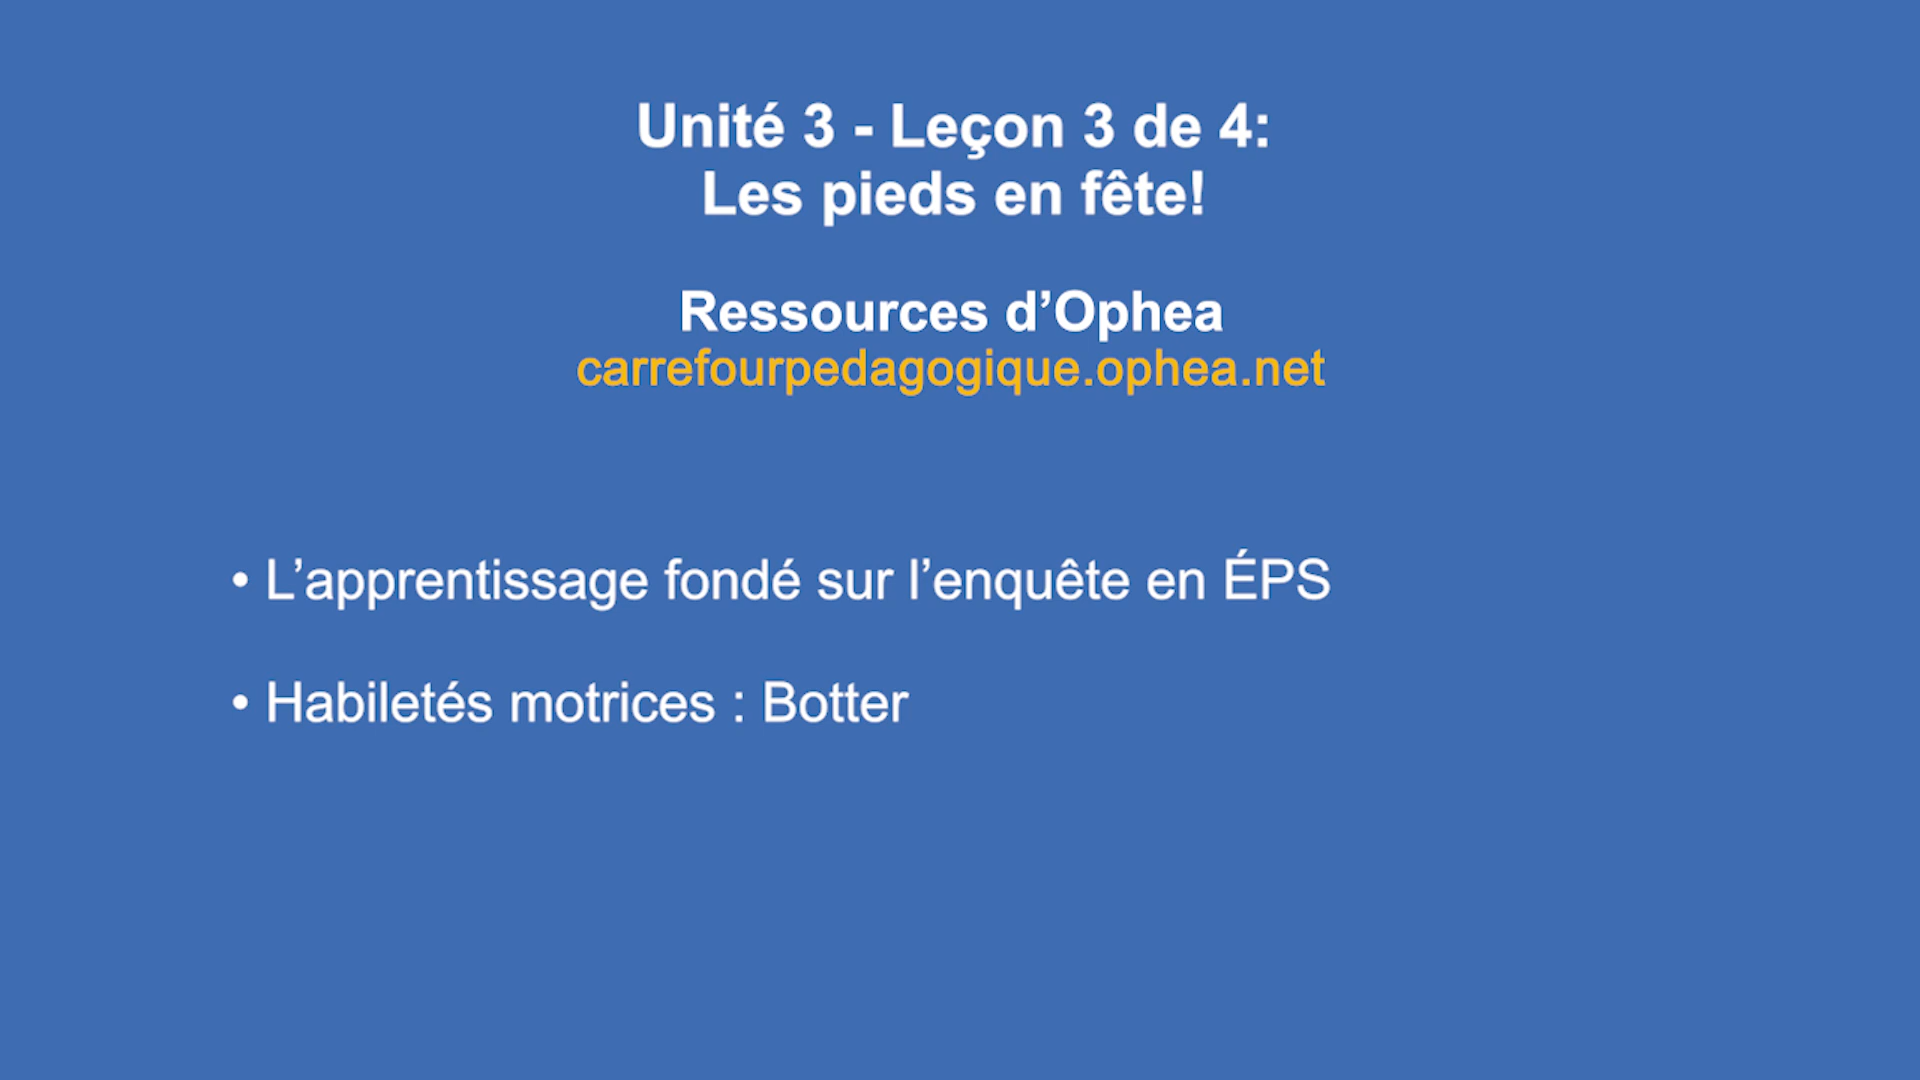 Unité 3 - Leçon 3 de 4:
Les pieds en fête!
Ressources d’Ophea
carrefourpedagogique.ophea.net
• L’apprentissage fondé sur l’enquête en ÉPS
• Habiletés motrices : Botter